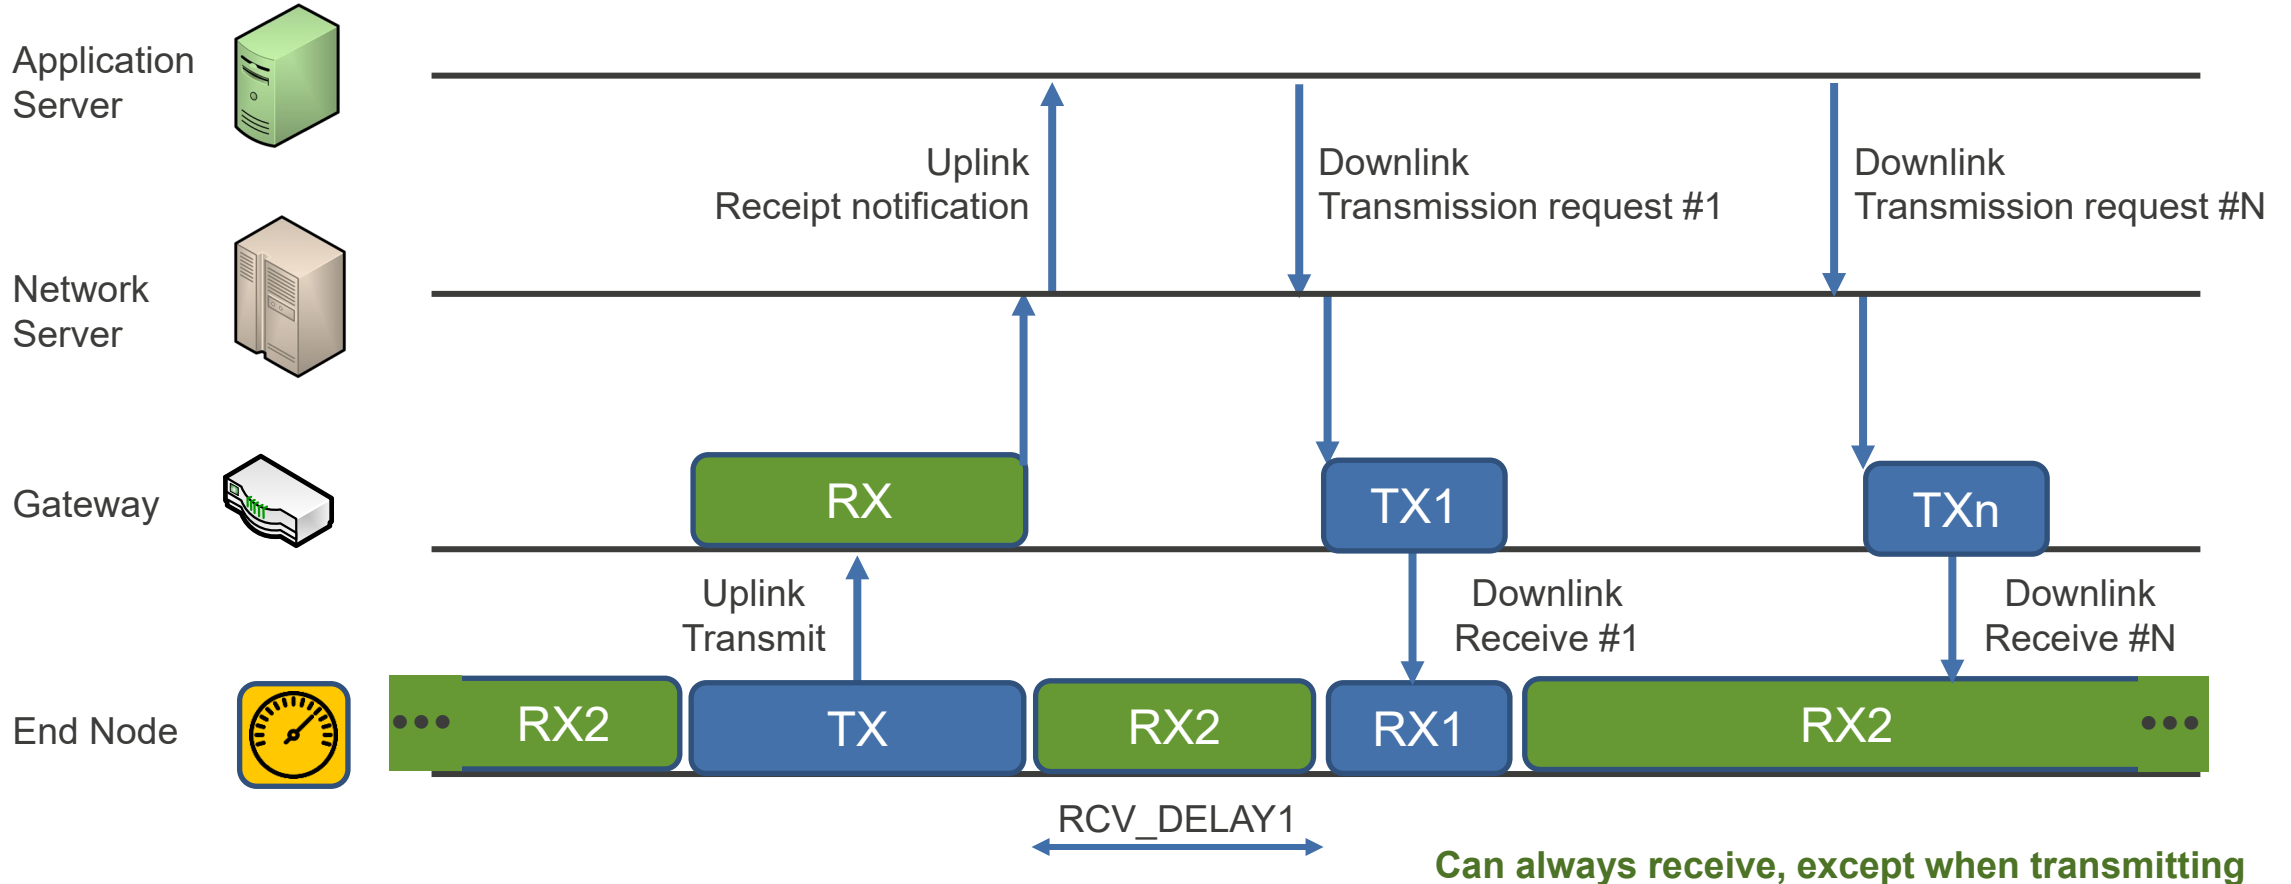 Application
Server
Uplink
Receipt notification
Downlink
Transmission request #1
Downlink
Transmission request #N
Network
Server
Gateway
RX
TX1
TXn
Uplink
Transmit
Downlink
Receive #1
Downlink
Receive #N
End Node
RX2
TX
RX2
RX1
RX2
RCV_DELAY1
Can always receive, except when transmitting